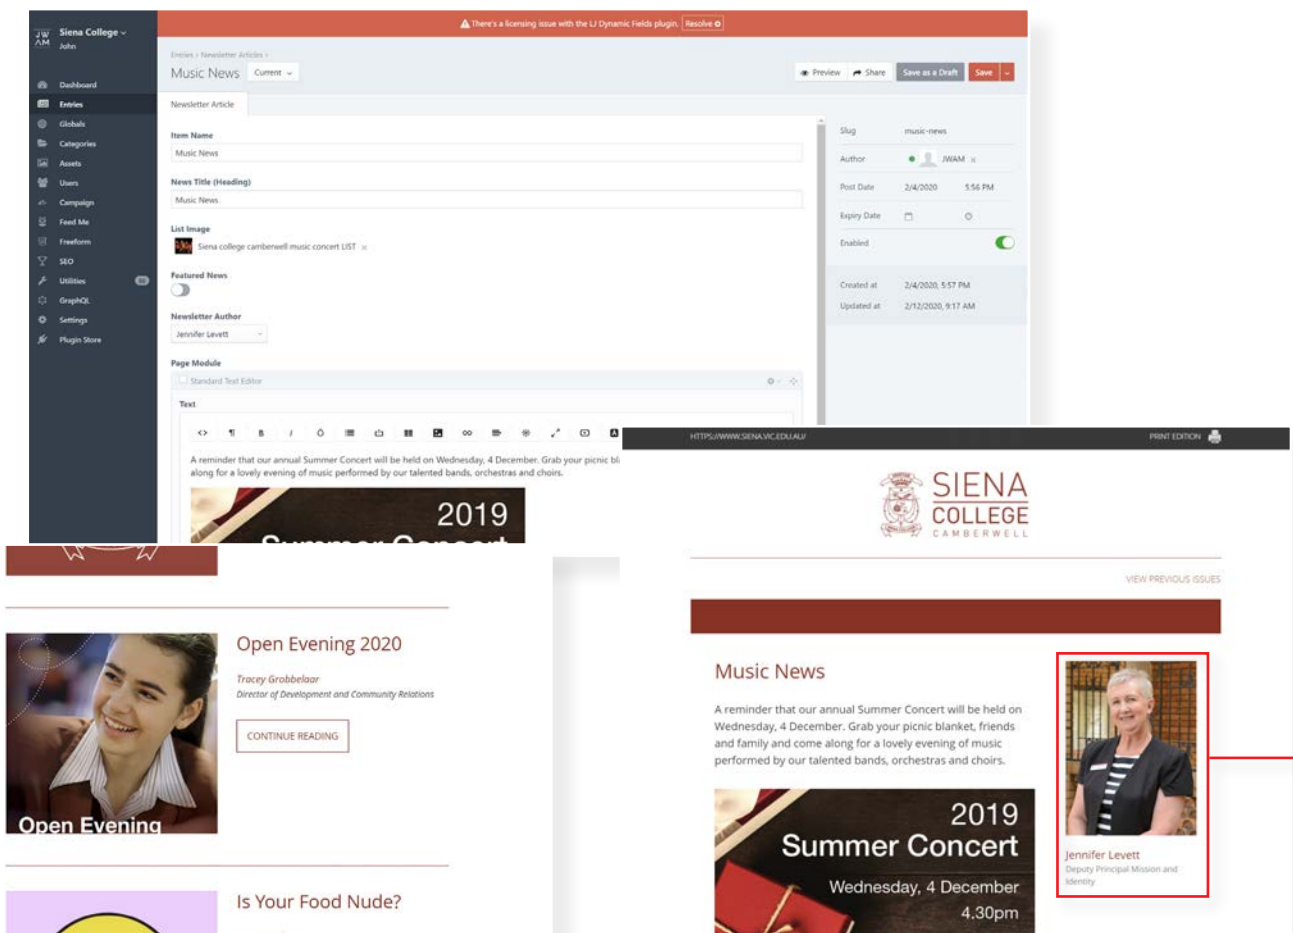 There's a licensing issue with the LJ Dynamic Fields plugin. Resolve
JW
AM
Siena College
John
Dashboard
Entries
Globals
Categories
Assets
Users
Campaign
Feed Me
Freeform
SEO
Utilities
GraphQL
Settings
Plugin Store
Entries › Newsletter Articles ›
Music News Current
Preview Share Save as a Draft Save
Newsletter Article
Item Name
Music News
News Title (Heading)
Music News
List Image
Siena college camberwell music concert LIST
Featured News
Newsletter Author
Jennifer Levett
Page Module
Standard Text Editor
Text
A reminder that our annual Summer Concert will be held on Wednesday, 4 December. Grab your picnic
along for a lovely evening of music performed by our talented bands, orchestras and choirs.
2019
Summer Concert
Slug music-news
Author JWAM
Post Date 2/4/2020 5:56 PM
Expiry Date
Enabled
Created at 2/4/2020, 5:57 PM
Updated at 2/12/2020, 9:17 AM
Open Evening
Open Evening 2020
Tracey Grobbelaar
Director of Development and Community Relations
CONTINUE READING
Is Your Food Nude?
HTTPS://WWW.SIENA.VIC.EDU.AU/ PRINT EDITION
SIENA
COLLEGE
CAMBERWELL
VIEW PREVIOUS ISSUES
Music News
A reminder that our annual Summer Concert will be held on
Wednesday, 4 December. Grab your picnic blanket, friends
and family and come along for a lovely evening of music
performed by our talented bands, orchestras and choirs.
2019
Summer Concert
Wednesday, 4 December
4.30pm
Jennifer Levett
Deputy Principal Mission and
Identity